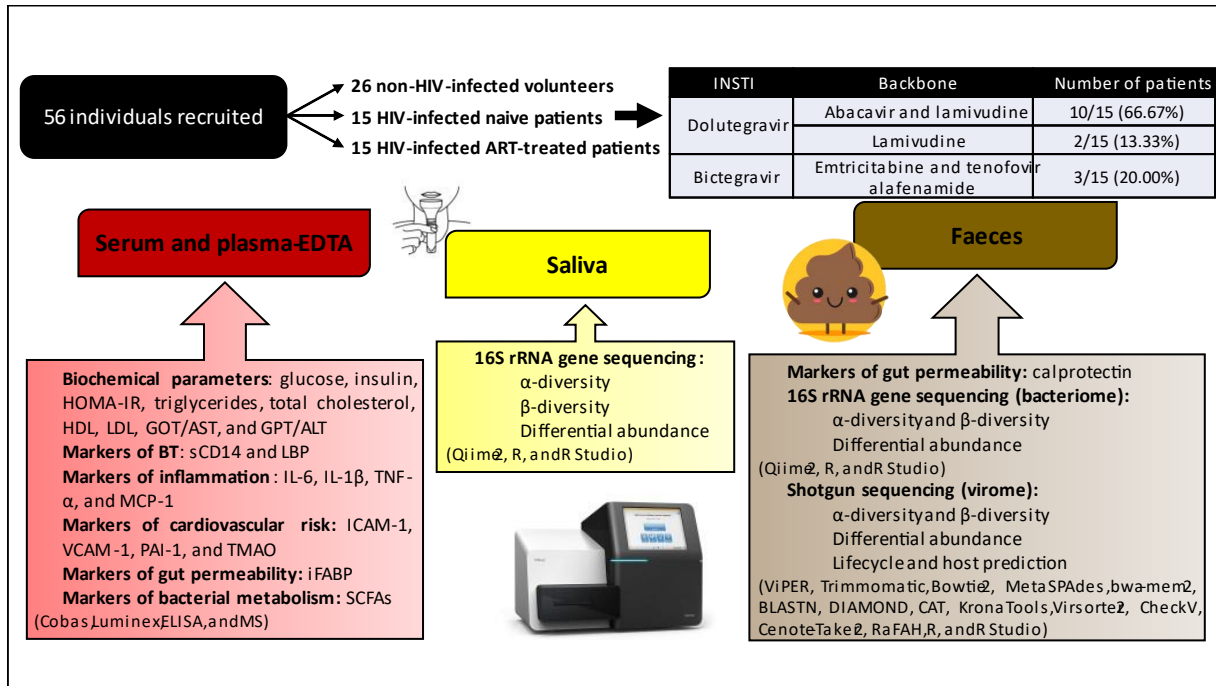 56 individuals recruited
26 non-HIV-infected volunteers
15 HIV-infected naive patients
15 HIV-infected ART-treated patients
INSTI Backbone Number of patients
Dolutegravir
Abacavir and lamivudine 10/15 (66.67%)
Lamivudine 2/15 (13.33%)
Bictegravir
Emtricitabine and tenofovir
alafenamide
3/15 (20.00%)
Serum and plasma-EDTA
Biochemical parameters: glucose, insulin,
HOMA-IR, triglycerides, total cholesterol,
HDL, LDL, GOT/AST, and GPT/ALT
Markers of BT: sCD14 and LBP
Markers of inflammation : IL-6, IL-1β, TNF-
α, and MCP-1
Markers of cardiovascular risk: ICAM-1,
VCAM-1, PAI-1, and TMAO
Markers of gut permeability: iFABP
Markers of bacterial metabolism: SCFAs
(Cobas,Luminex,ELISA,andMS)
Saliva
16S rRNA gene sequencing :
α-diversity
β-diversity
Differential abundance
(Qiime2, R, andR Studio)
Faeces
Markers of gut permeability: calprotectin
16S rRNA gene sequencing (bacteriome):
α-diversity and β-diversity
Differential abundance
(Qiime2, R, andR Studio)
Shotgun sequencing (virome):
α-diversity and β-diversity
Differential abundance
Lifecycle and host prediction
(ViPER, Trimmomatic,Bowtie2, MetaSPAdes,bwa-mem2,
BLASTN, DIAMOND, CAT, KronaTools,Virsorter2, CheckV,
Cenote-Taker2, RaFAH,R, andR Studio)